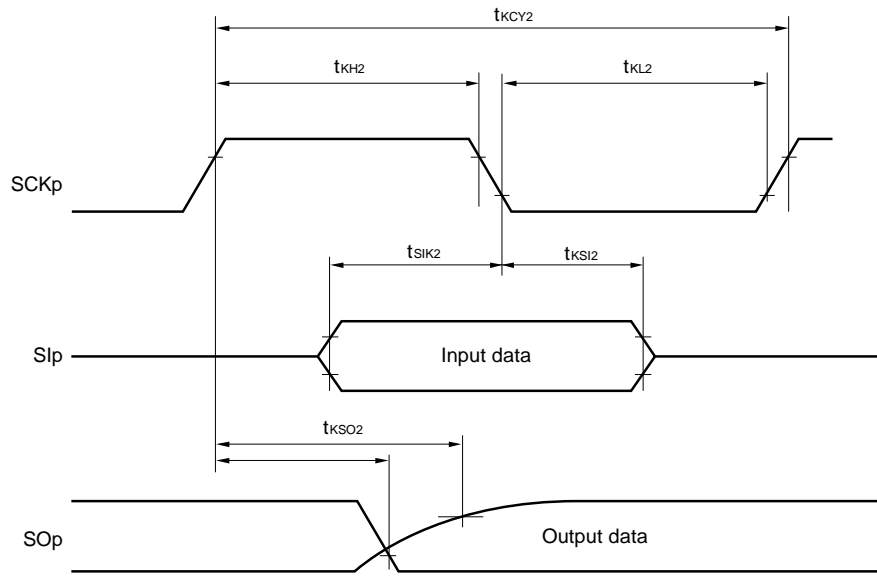 tKCY2
tKH2
tKL2
SCKp
tSIK2
tKSI2
SIp
Input data
tKSO2
SOp
Output data